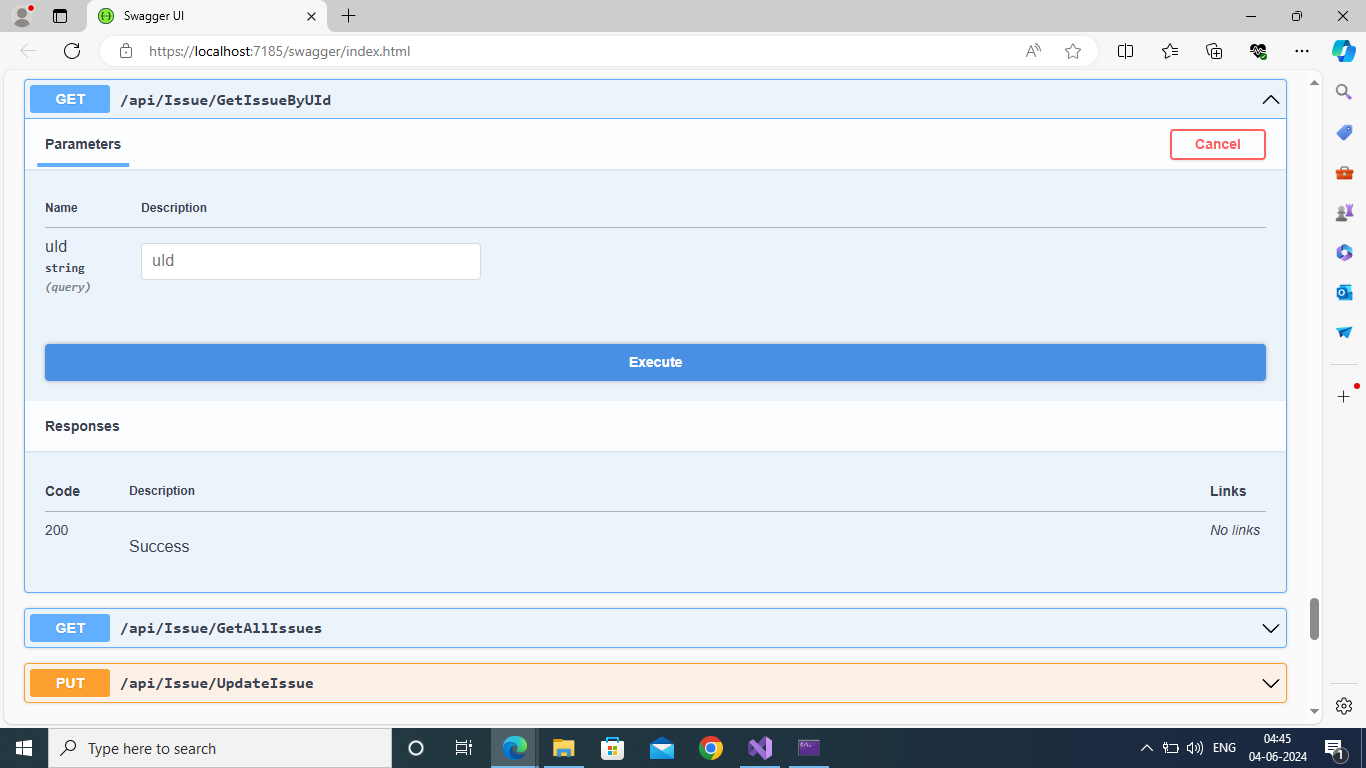 Swagger UI
https://localhost:7185/swagger/index.html
GET /api/Issue/GetIssueByUId
Parameters
Cancel
Name Description
uId
string
(query)
uId
Execute
Responses
Code Description Links
200 Success No links
GET /api/Issue/GetAllIssues
PUT /api/Issue/UpdateIssue
Type here to search
ENG
04:45
04-06-2024
1